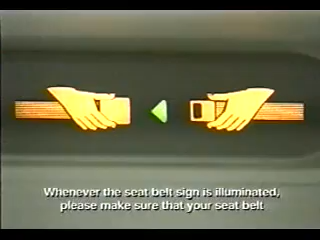 Whenever the seat belt sign is illuminated,
please make sure that your seat belt